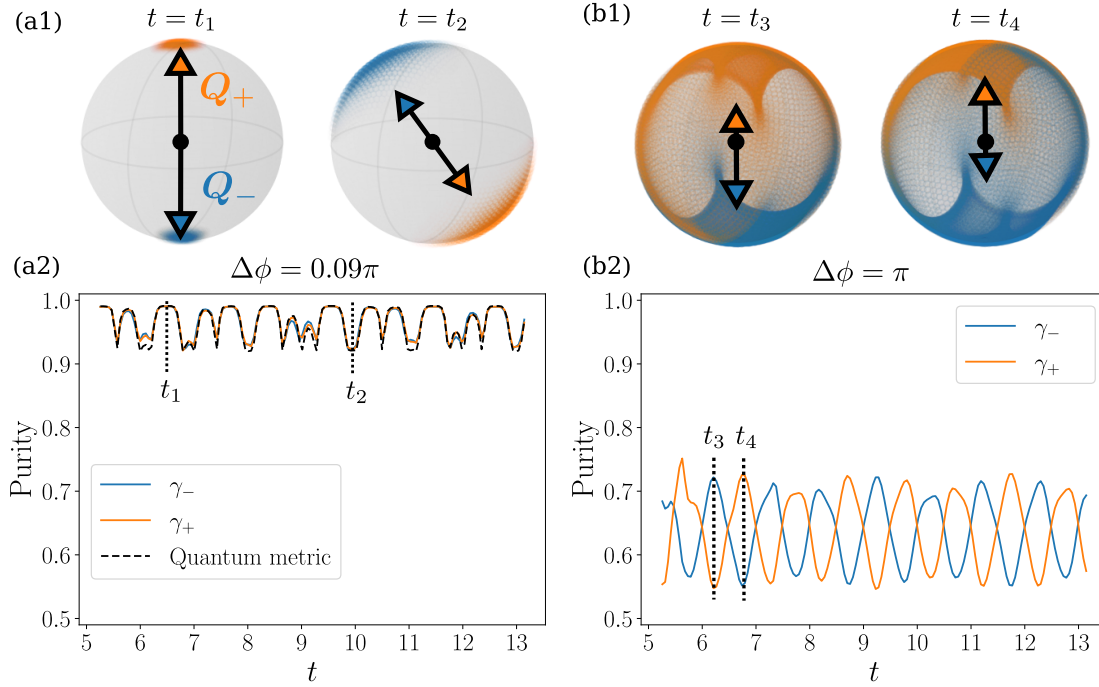 (a1)
t = t₁
t = t₂
Q₊
Q₋
(b1)
t = t₃
t = t₄
(a2)
Δϕ = 0.09π
Purity
1.0
0.9
0.8
0.7
0.6
0.5
t₁
t₂
γ₋
γ₊
Quantum metric
5 6 7 8 9 10 11 12 13
t
(b2)
Δϕ = π
Purity
1.0
0.9
0.8
0.7
0.6
0.5
γ₋
γ₊
t₃
t₄
5 6 7 8 9 10 11 12 13
t